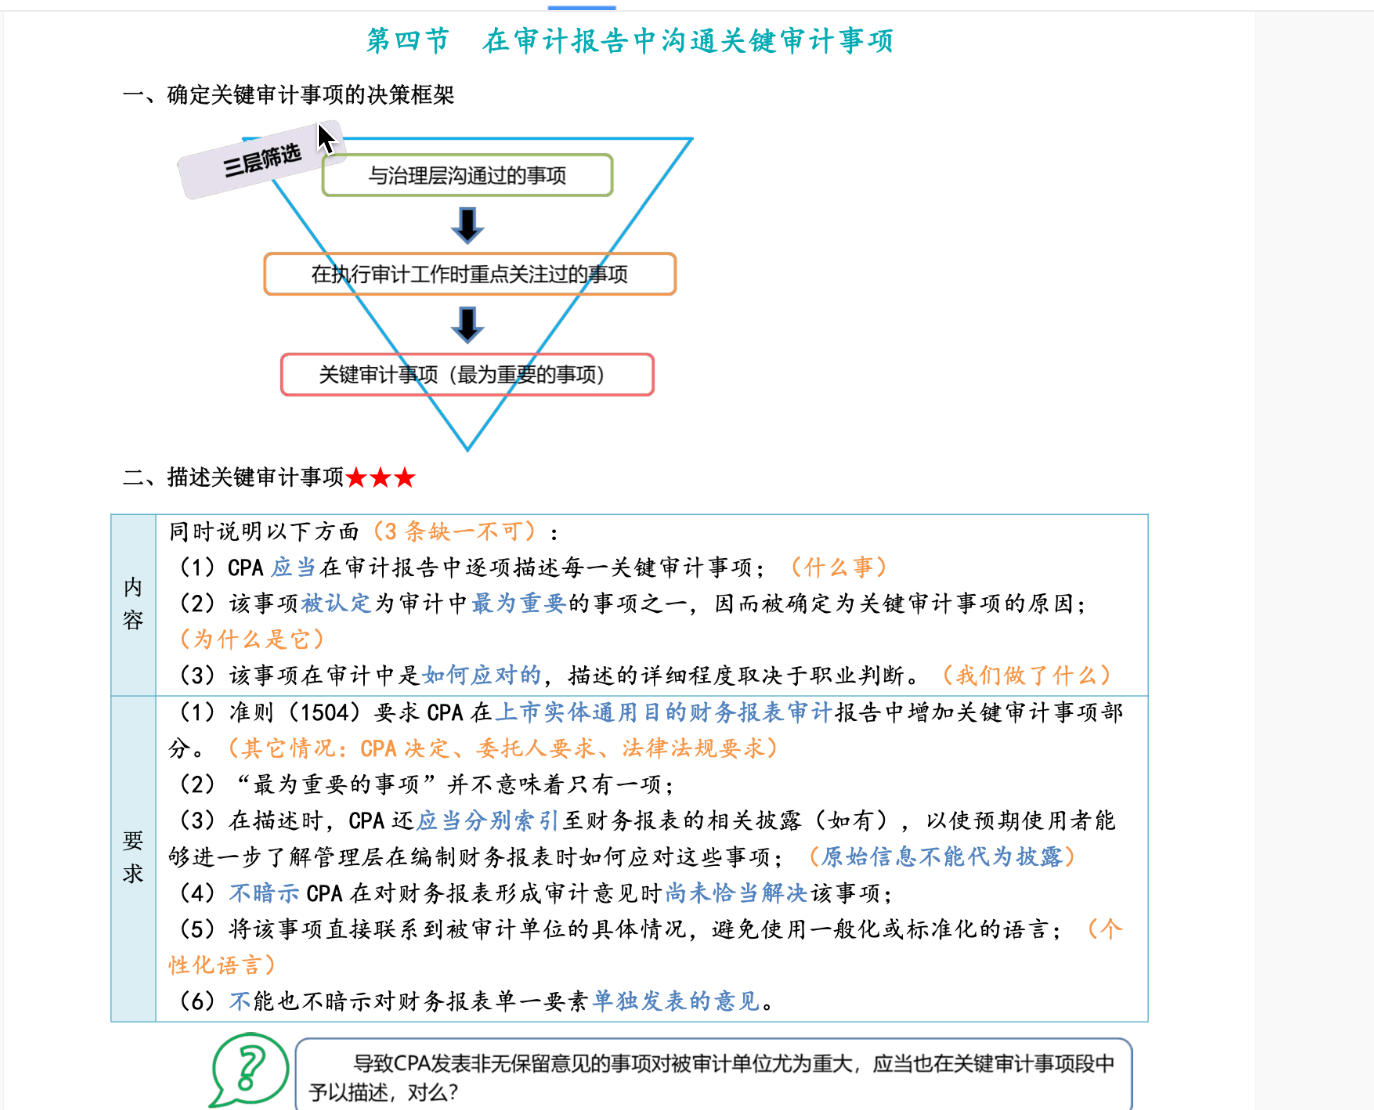 第四节 在审计报告中沟通关键审计事项
一、确定关键审计事项的决策框架
三层筛选
与治理层沟通过的事项
在执行审计工作时重点关注过的事项
关键审计事项（最为重要的事项）
二、描述关键审计事项★★★
内容
同时说明以下方面（3 条缺一不可）：
（1）CPA 应当在审计报告中逐项描述每一关键审计事项；（什么事）
（2）该事项被认定为审计中最为重要的事项之一，因而被确定为关键审计事项的原因；
（为什么是它）
（3）该事项在审计中是如何应对的，描述的详细程度取决于职业判断。（我们做了什么）
要求
（1）准则（1504）要求 CPA 在上市实体通用目的财务报表审计报告中增加关键审计事项部
分。（其它情况：CPA 决定、委托人要求、法律法规要求）
（2）“最为重要的事项”并不意味着只有一项；
（3）在描述时，CPA 还应当分别索引至财务报表的相关披露（如有），以使预期使用者能
够进一步了解管理层在编制财务报表时如何应对这些事项；（原始信息不能代为披露）
（4）不暗示 CPA 在对财务报表形成审计意见时尚未恰当解决该事项；
（5）将该事项直接联系到被审计单位的具体情况，避免使用一般化或标准化的语言；（个
性化语言）
（6）不能也不暗示对财务报表单一要素单独发表的意见。
?
导致CPA发表非无保留意见的事项对被审计单位尤为重大，应当也在关键审计事项段中
予以描述，对么？